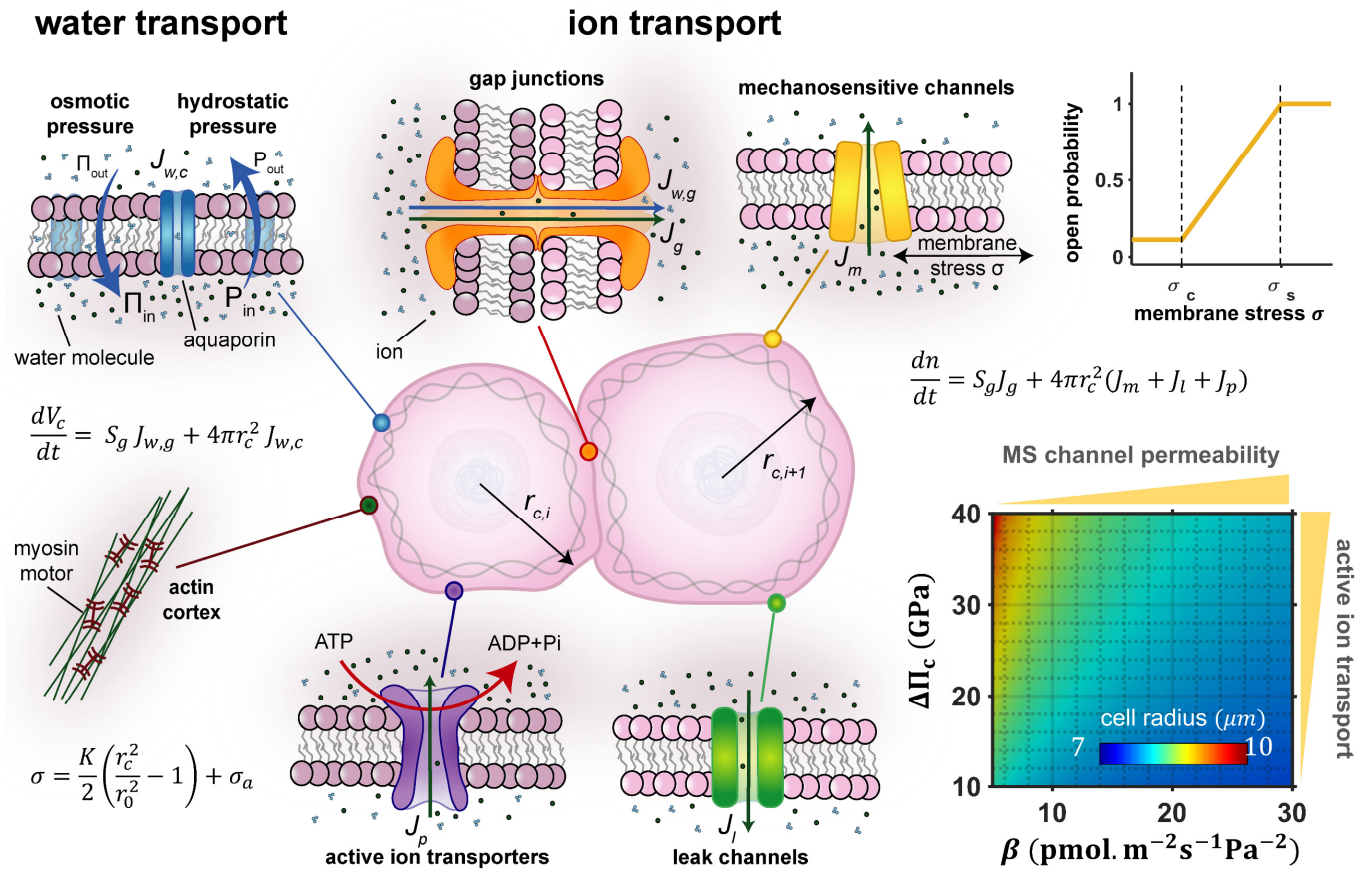 water transport
ion transport
osmotic
pressure
hydrostatic
pressure
Π_out
J_w,c
P_out
Π_in
P_in
aquaporin
water molecule
gap junctions
J_w,g
J_g
ion
mechanosensitive channels
J_m
membrane
stress σ
open probability
1
0.5
0
σ_c
σ_s
membrane stress σ
dV_c/dt = S_g J_w,g + 4πr_c^2 J_w,c
dn/dt = S_g J_g + 4πr_c^2 (J_m + J_l + J_p)
r_c,i
r_c,i+1
myosin
motor
actin
cortex
σ = K/2 (r_c^2/r_0^2 − 1) + σ_a
ATP
ADP+Pi
J_p
active ion transporters
J_l
leak channels
MS channel permeability
active ion transport
ΔΠ_c (GPa)
40
30
20
10
cell radius (μm)
7
10
10
20
30
β (pmol. m^−2 s^−1 Pa^−2)